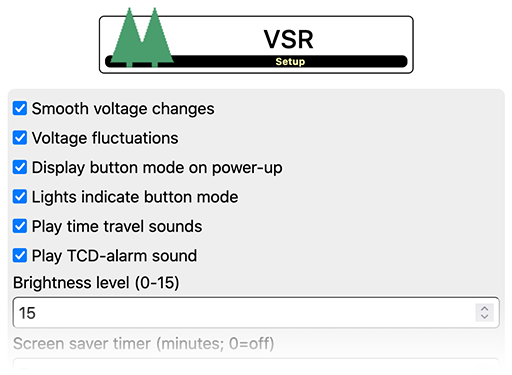 VSR
Setup
Smooth voltage changes
Voltage fluctuations
Display button mode on power-up
Lights indicate button mode
Play time travel sounds
Play TCD-alarm sound
Brightness level (0-15)
15
Screen saver timer (minutes; 0=off)